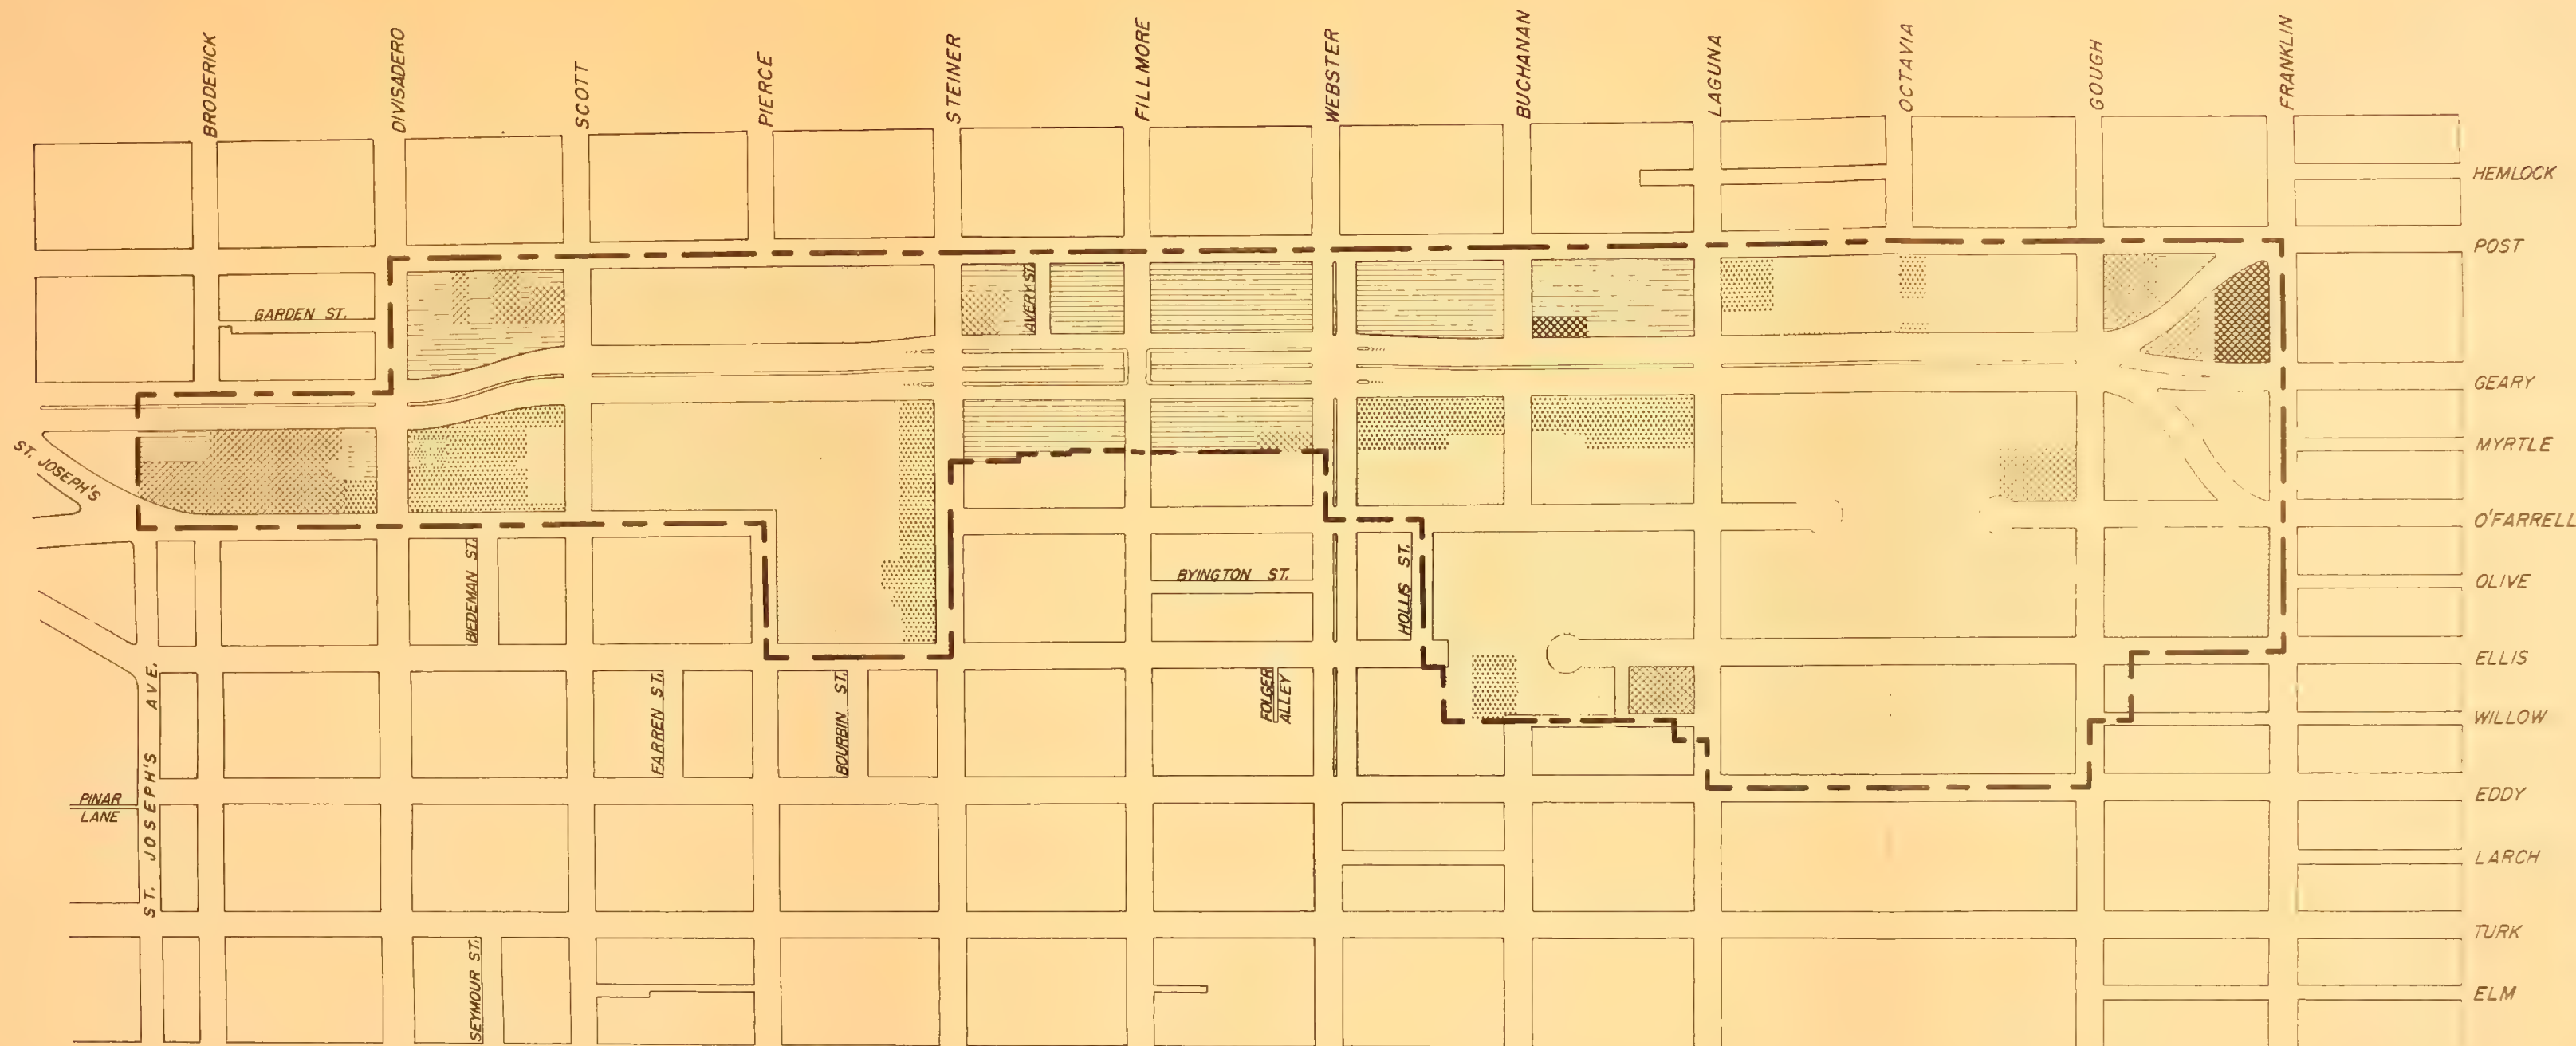 BRODERICK
DIVISADERO
SCOTT
PIERCE
STEINER
FILLMORE
WEBSTER
BUCHANAN
LAGUNA
OCTAVIA
GOUGH
FRANKLIN
HEMLOCK
POST
GEARY
MYRTLE
O'FARRELL
OLIVE
ELLIS
WILLOW
EDDY
LARCH
TURK
ELM
GARDEN ST.
AVERY ST.
ST. JOSEPH'S
BIEDEMAN ST.
BYINGTON ST.
HOLLIS ST.
ST. JOSEPH'S AVE.
FARREN ST.
BOURBIN ST.
FOLGER
ALLEY
PINAR
LANE
SEYMOUR ST.